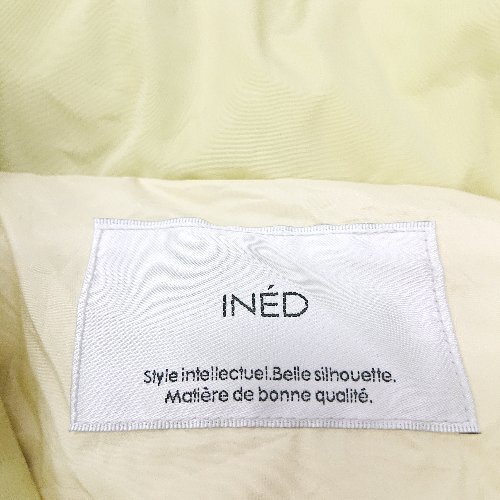 INÉD
Style intellectuel.Belle silhouette.
Matière de bonne qualité.